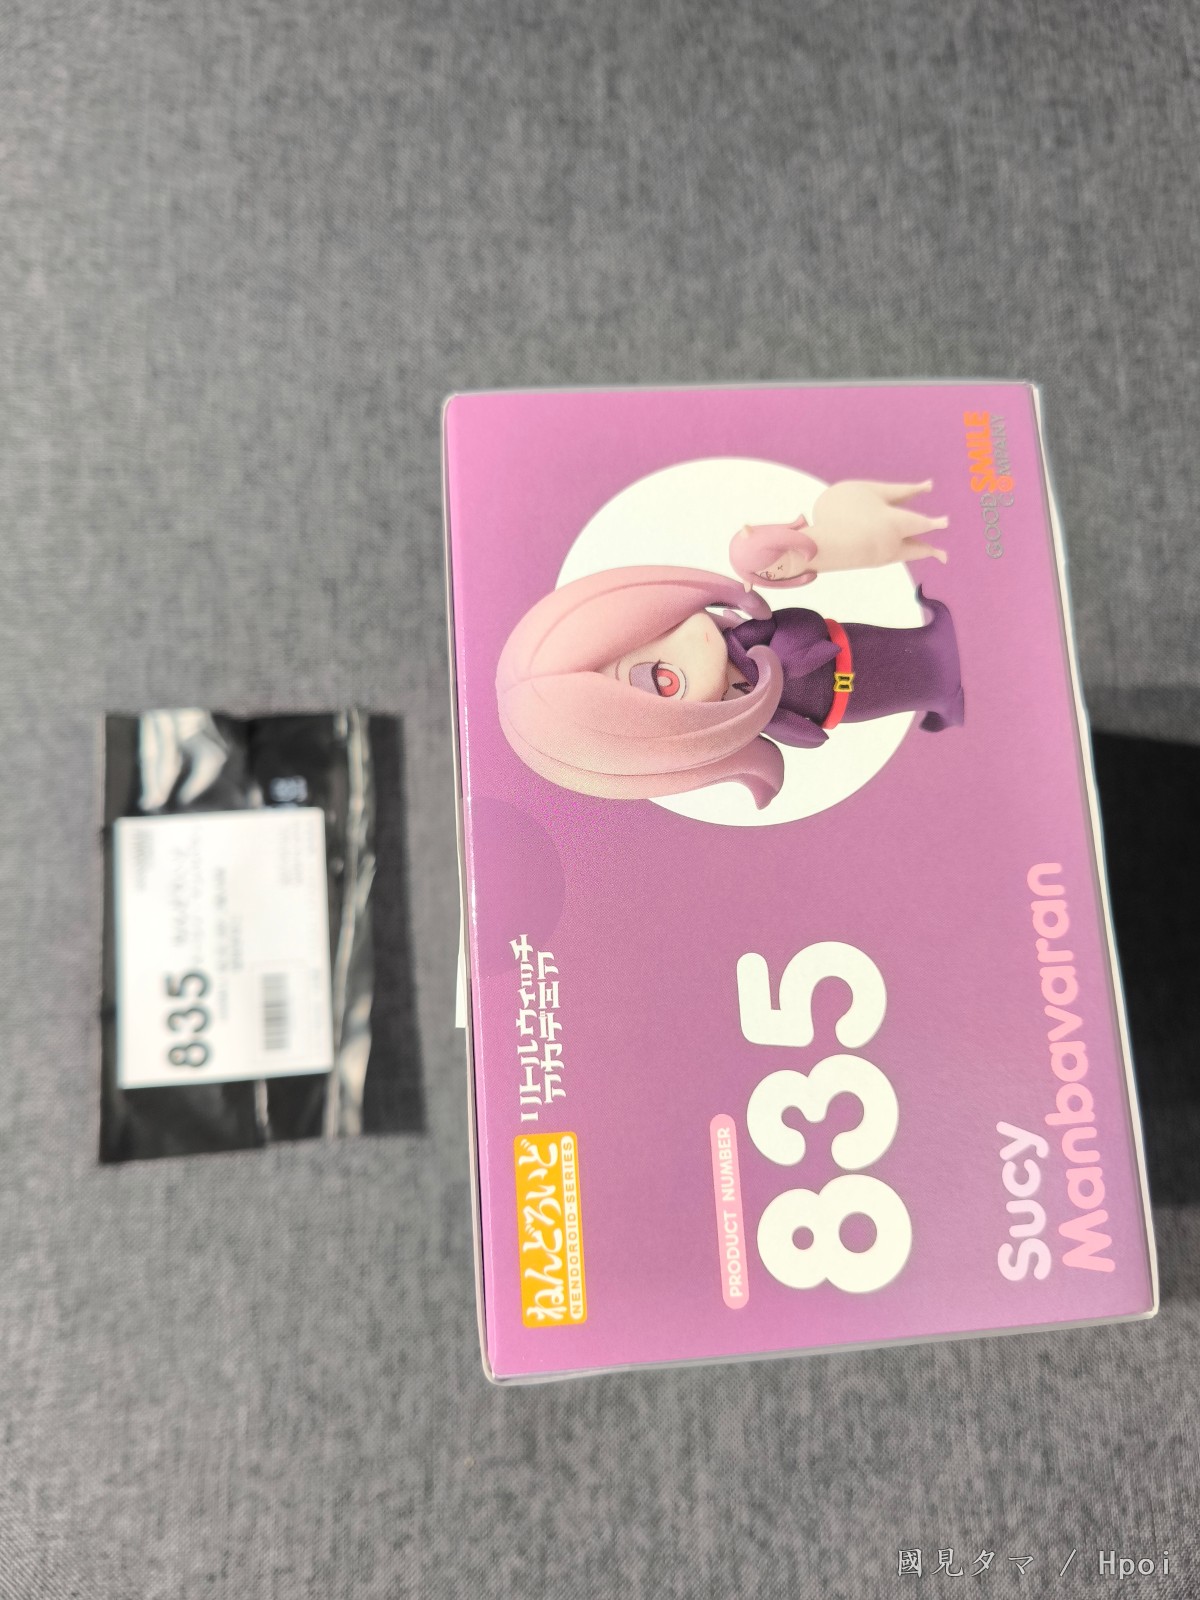 リトルウィッチ
アカデミア
ねんどろいど
NENDOROID·SERIES
PRODUCT NUMBER
835
Sucy
Manbavaran
GOOD SMILE
COMPANY
835
國見タマ / Hpoi